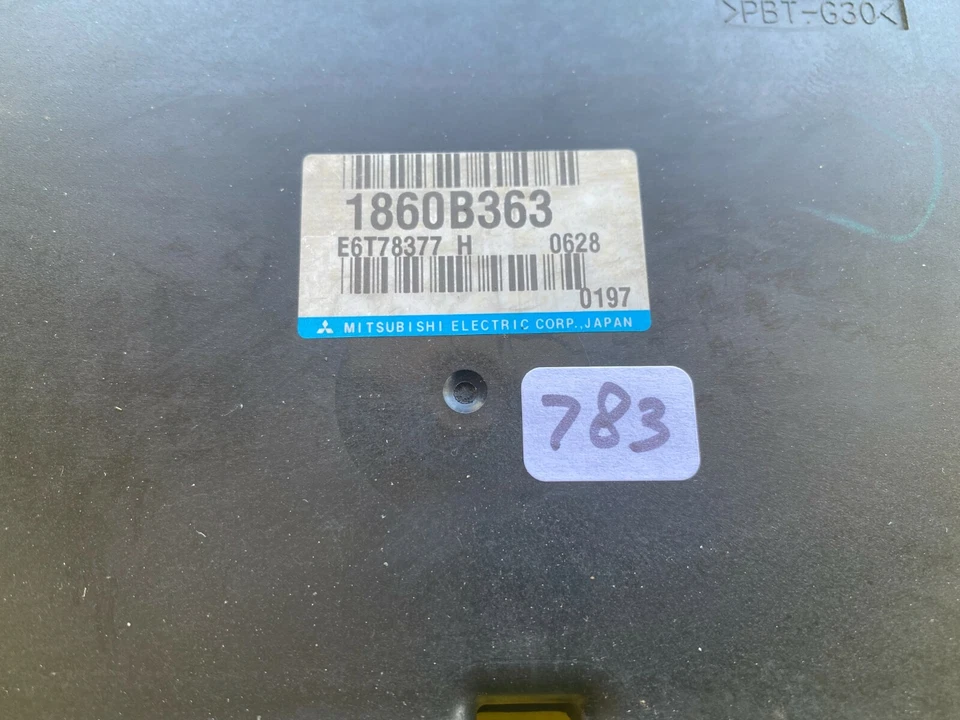 >PBT-G30<
1860B363
E6T78377 H 0628
0197
MITSUBISHI ELECTRIC CORP.,JAPAN
783